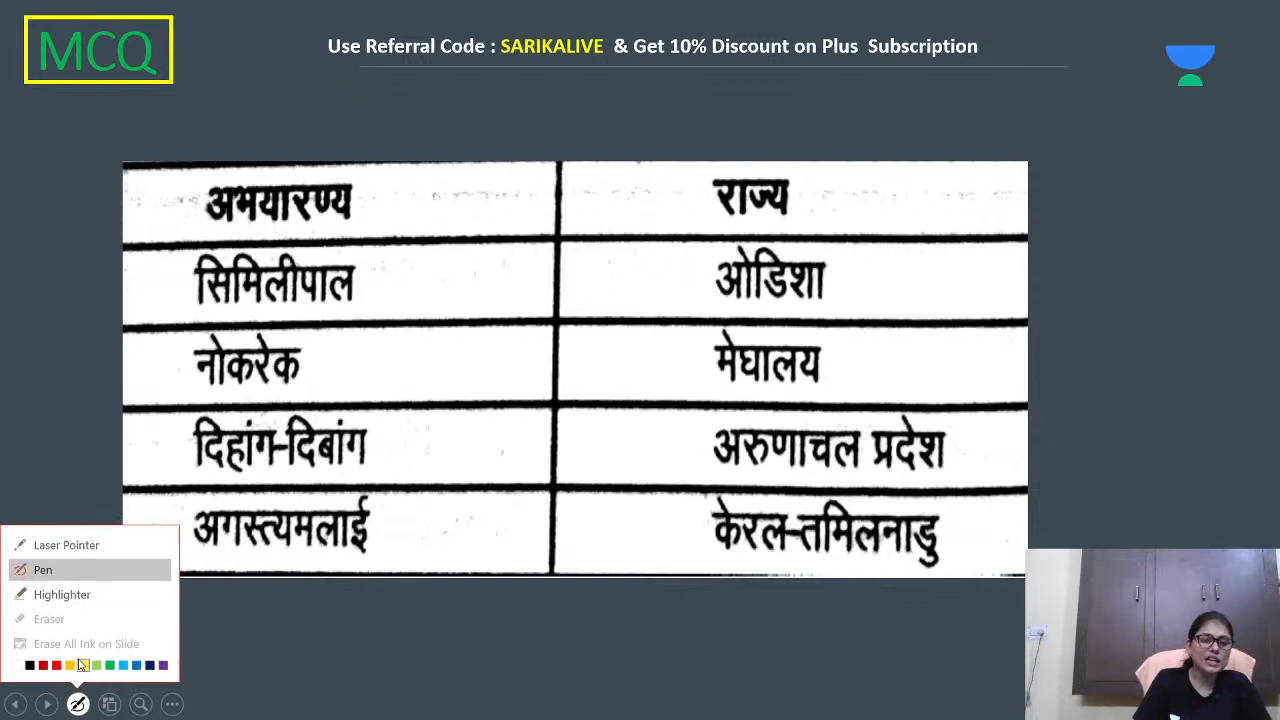 MCQ
Use Referral Code : SARIKALIVE & Get 10% Discount on Plus Subscription
अभयारण्य राज्य
सिमिलीपाल ओडिशा
नोकरेक मेघालय
दिहांग-दिबांग अरुणाचल प्रदेश
अगस्त्यमलाई केरल-तमिलनाडु
Laser Pointer
Pen
Highlighter
Eraser
Erase All Ink on Slide